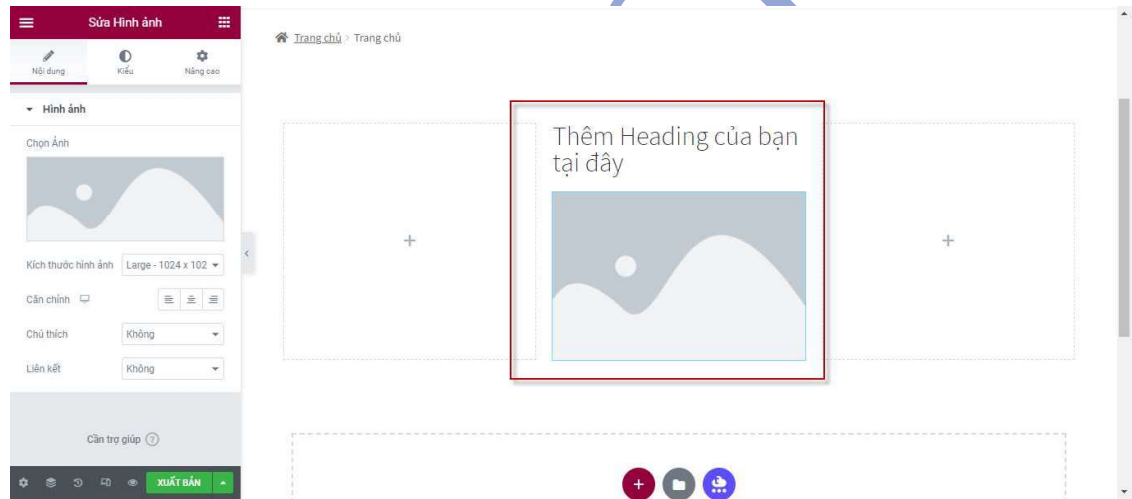 Sửa Hình ảnh
Nội dung
Kiểu
Nâng cao
Hình ảnh
Chọn Ảnh
Kích thước hình ảnh Large - 1024 x 102
Căn chỉnh
Chú thích Không
Liên kết Không
Cần trợ giúp ?
XUẤT BẢN
Trang chủ > Trang chủ
Thêm Heading của bạn
tại đây